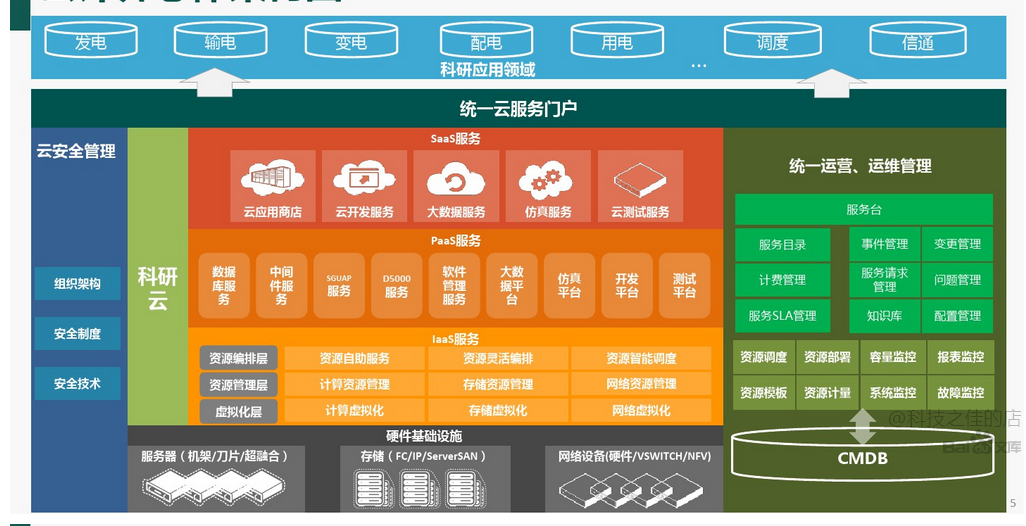 发电 输电 变电 配电 用电 调度 信通
科研应用领域 ...
统一云服务门户
云安全管理
组织架构
安全制度
安全技术
科研云
SaaS服务
云应用商店 云开发服务 大数据服务 仿真服务 云测试服务
PaaS服务
数据库服务 中间件服务 SGUAP服务 D5000服务 软件管理服务 大数据平台 仿真平台 开发平台 测试平台
IaaS服务
资源编排层 资源自助服务 资源灵活编排 资源智能调度
资源管理层 计算资源管理 存储资源管理 网络资源管理
虚拟化层 计算虚拟化 存储虚拟化 网络虚拟化
硬件基础设施
服务器（机架/刀片/超融合） 存储（FC/IP/ServerSAN） 网络设备(硬件/VSWITCH/NFV)
统一运营、运维管理
服务台
服务目录 事件管理 变更管理
计费管理 服务请求管理 问题管理
服务SLA管理 知识库 配置管理
资源调度 资源部署 容量监控 报表监控
资源模板 资源计量 系统监控 故障监控
@科技之佳的店
CMDB
5